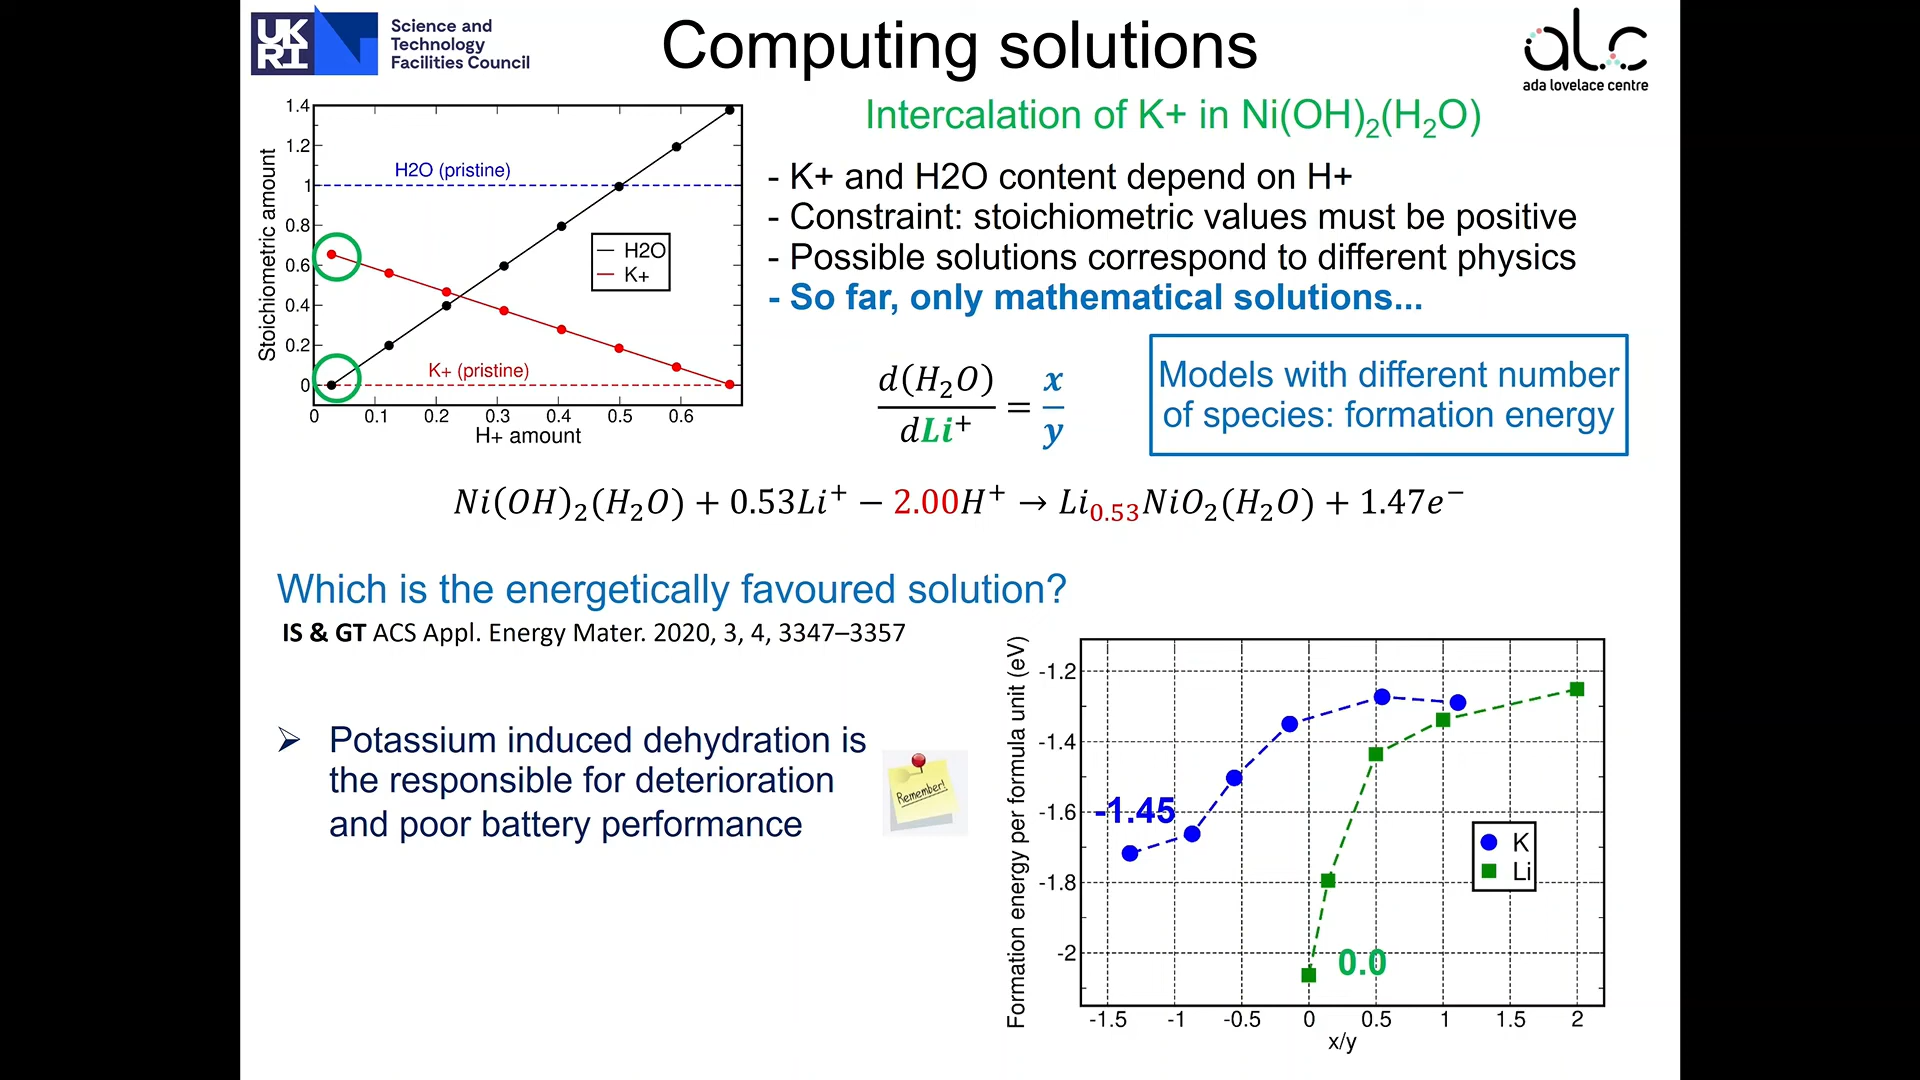 UK
RI
Science and
Technology
Facilities Council
Computing solutions
alc
ada lovelace centre
Intercalation of K+ in Ni(OH)₂(H₂O)
- K+ and H2O content depend on H+
- Constraint: stoichiometric values must be positive
- Possible solutions correspond to different physics
- So far, only mathematical solutions...
Stoichiometric amount
1.4
1.2
1
0.8
0.6
0.4
0.2
0
H2O (pristine)
H2O
K+
K+ (pristine)
0 0.1 0.2 0.3 0.4 0.5 0.6
H+ amount
d(H₂O)
dLi⁺
=
x
y
Models with different number
of species: formation energy
Ni(OH)₂(H₂O) + 0.53Li⁺ − 2.00H⁺ → Li₀.₅₃NiO₂(H₂O) + 1.47e⁻
Which is the energetically favoured solution?
IS & GT ACS Appl. Energy Mater. 2020, 3, 4, 3347–3357
➢ Potassium induced dehydration is
the responsible for deterioration
and poor battery performance
Remember!
Formation energy per formula unit (eV)
-1.2
-1.4
-1.6
-1.8
-2
-1.45
0.0
K
Li
-1.5 -1 -0.5 0 0.5 1 1.5 2
x/y